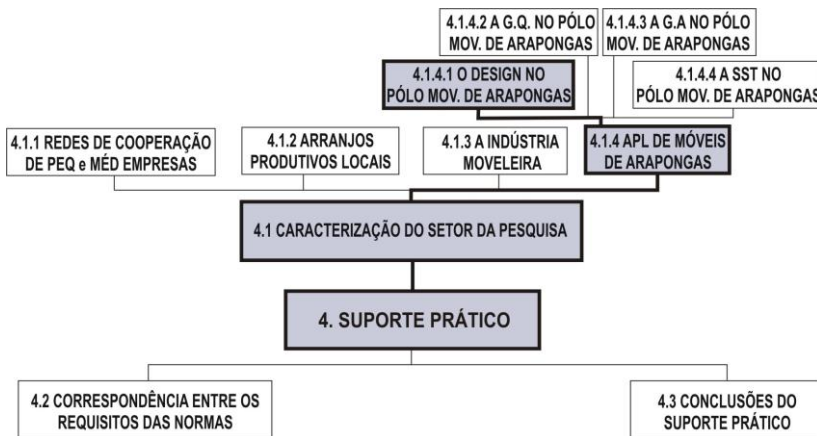 4.1.4.2 A G.Q. NO PÓLO
MOV. DE ARAPONGAS
4.1.4.3 A G.A NO PÓLO
MOV. DE ARAPONGAS
4.1.4.1 O DESIGN NO
PÓLO MOV. DE ARAPONGAS
4.1.4.4 A SST NO
PÓLO MOV. DE ARAPONGAS
4.1.1 REDES DE COOPERAÇÃO
DE PEQ e MÉD EMPRESAS
4.1.2 ARRANJOS
PRODUTIVOS LOCAIS
4.1.3 A INDÚSTRIA
MOVELEIRA
4.1.4 APL DE MÓVEIS
DE ARAPONGAS
4.1 CARACTERIZAÇÃO DO SETOR DA PESQUISA
4. SUPORTE PRÁTICO
4.2 CORRESPONDÊNCIA ENTRE OS
REQUISITOS DAS NORMAS
4.3 CONCLUSÕES DO
SUPORTE PRÁTICO